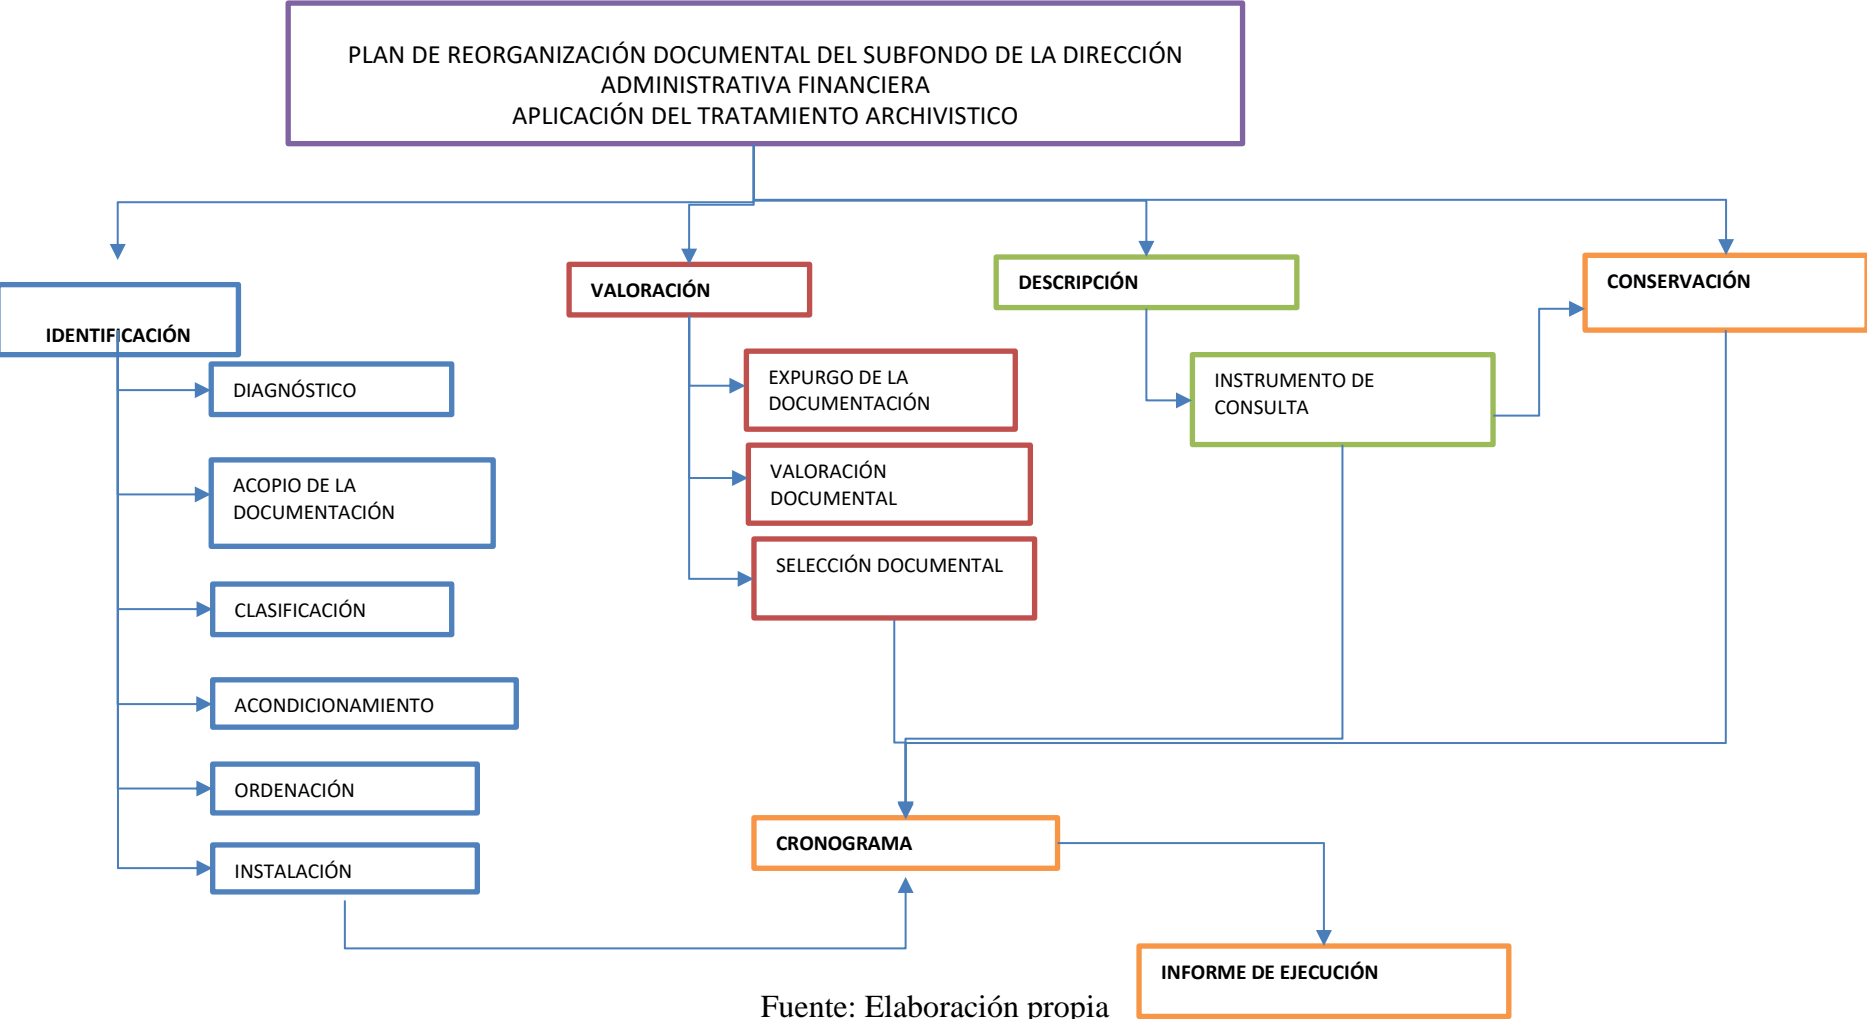 PLAN DE REORGANIZACIÓN DOCUMENTAL DEL SUBFONDO DE LA DIRECCIÓN
ADMINISTRATIVA FINANCIERA
APLICACIÓN DEL TRATAMIENTO ARCHIVISTICO
IDENTIFICACIÓN
DIAGNÓSTICO
ACOPIO DE LA
DOCUMENTACIÓN
CLASIFICACIÓN
ACONDICIONAMIENTO
ORDENACIÓN
INSTALACIÓN
VALORACIÓN
EXPURGO DE LA
DOCUMENTACIÓN
VALORACIÓN
DOCUMENTAL
SELECCIÓN DOCUMENTAL
DESCRIPCIÓN
INSTRUMENTO DE
CONSULTA
CONSERVACIÓN
CRONOGRAMA
INFORME DE EJECUCIÓN
Fuente: Elaboración propia